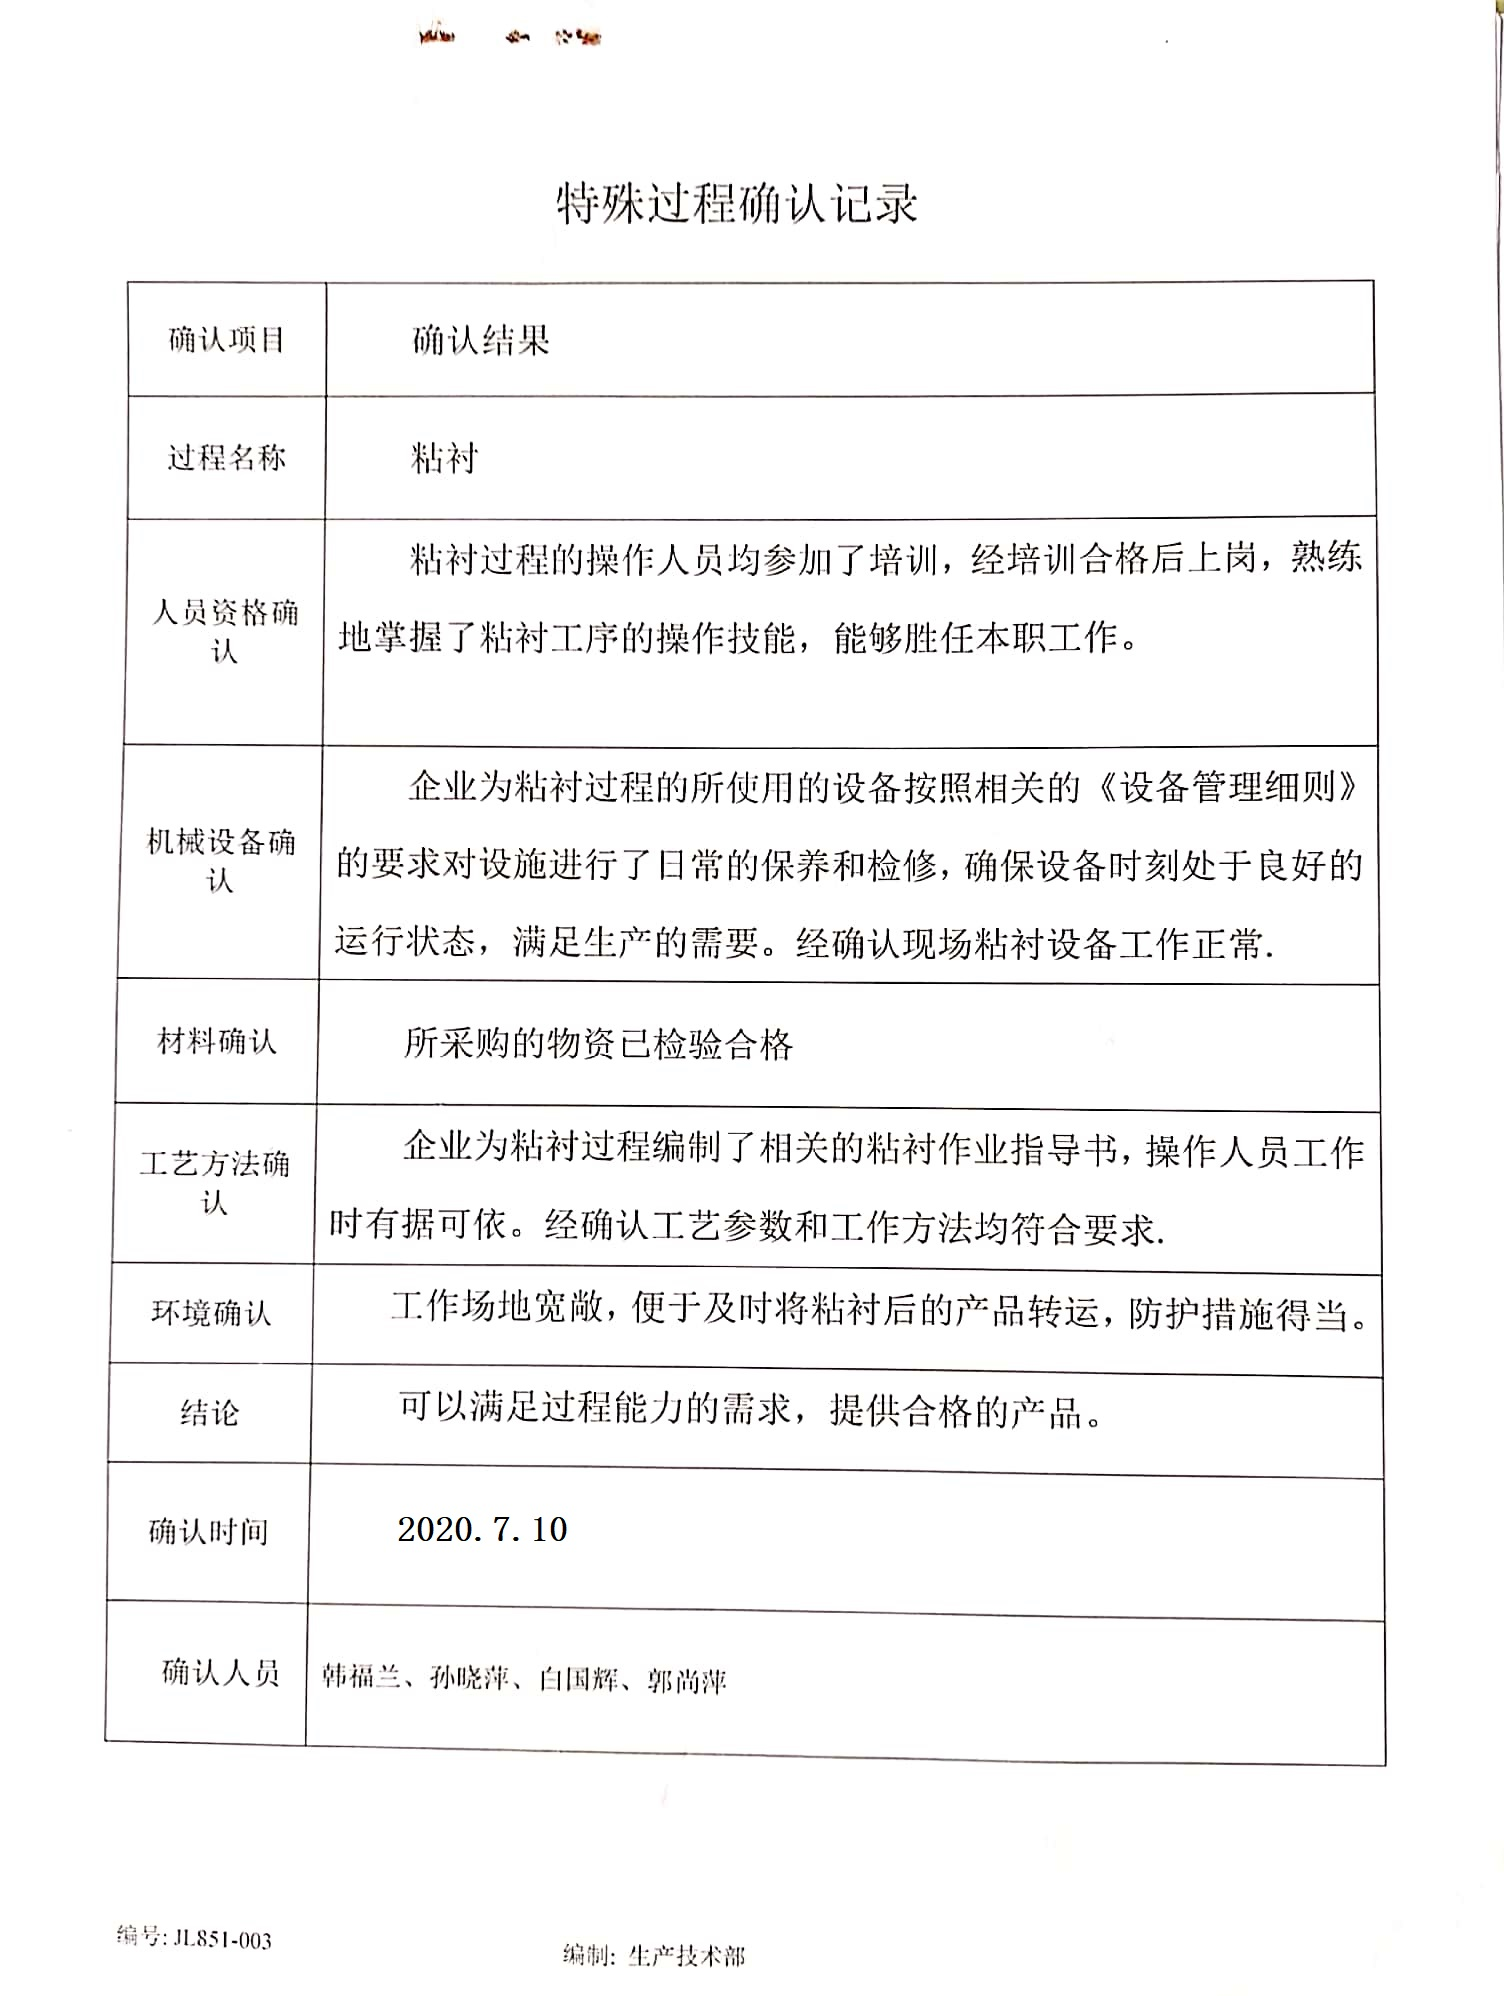 特殊过程确认记录
确认项目 确认结果
过程名称 粘衬
人员资格确
认
粘衬过程的操作人员均参加了培训，经培训合格后上岗，熟练
地掌握了粘衬工序的操作技能，能够胜任本职工作。
机械设备确
认
企业为粘衬过程的所使用的设备按照相关的《设备管理细则》
的要求对设施进行了日常的保养和检修，确保设备时刻处于良好的
运行状态，满足生产的需要。经确认现场粘衬设备工作正常.
材料确认 所采购的物资已检验合格
工艺方法确
认
企业为粘衬过程编制了相关的粘衬作业指导书，操作人员工作
时有据可依。经确认工艺参数和工作方法均符合要求.
环境确认 工作场地宽敞，便于及时将粘衬后的产品转运，防护措施得当。
结论 可以满足过程能力的需求，提供合格的产品。
确认时间 2020.7.10
确认人员 韩福兰、孙晓萍、白国辉、郭尚萍
编号: JL851-003
编制: 生产技术部